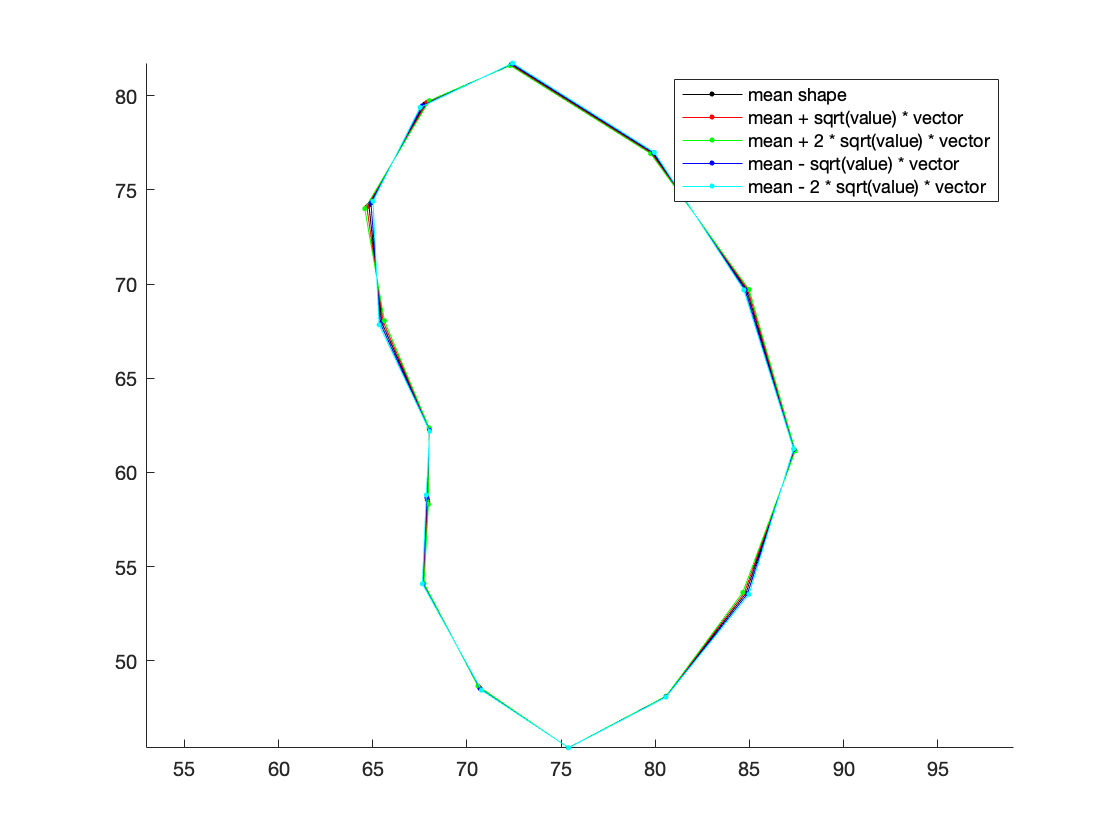 80
75
70
65
60
55
50
55 60 65 70 75 80 85 90 95
mean shape
mean + sqrt(value) * vector
mean + 2 * sqrt(value) * vector
mean - sqrt(value) * vector
mean - 2 * sqrt(value) * vector